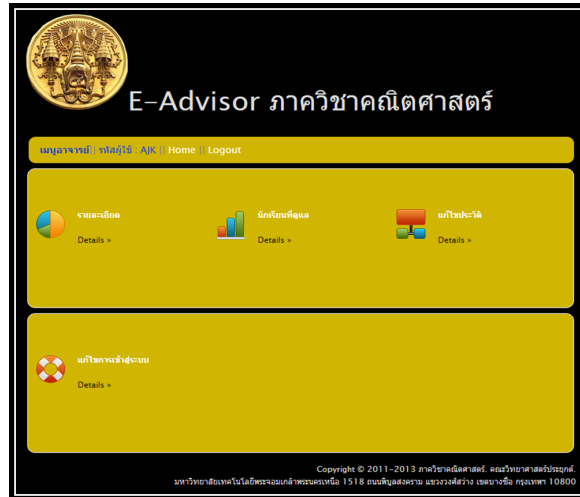 E-Advisor ภาควิชาคณิตศาสตร์
เมนูอาจารย์|| รหัสผู้ใช้ : AJK || Home || Logout
รายละเอียด
Details »
นักเรียนที่ดูแล
Details »
แก้ไขประวัติ
Details »
แก้ไขการเข้าสู่ระบบ
Details »
Copyright © 2011-2013 ภาควิชาคณิตศาสตร์. คณะวิทยาศาสตร์ประยุกต์.
มหาวิทยาลัยเทคโนโลยีพระจอมเกล้าพระนครเหนือ 1518 ถนนพิบูลสงคราม แขวงวงศ์สว่าง เขตบางซื่อ กรุงเทพฯ 10800